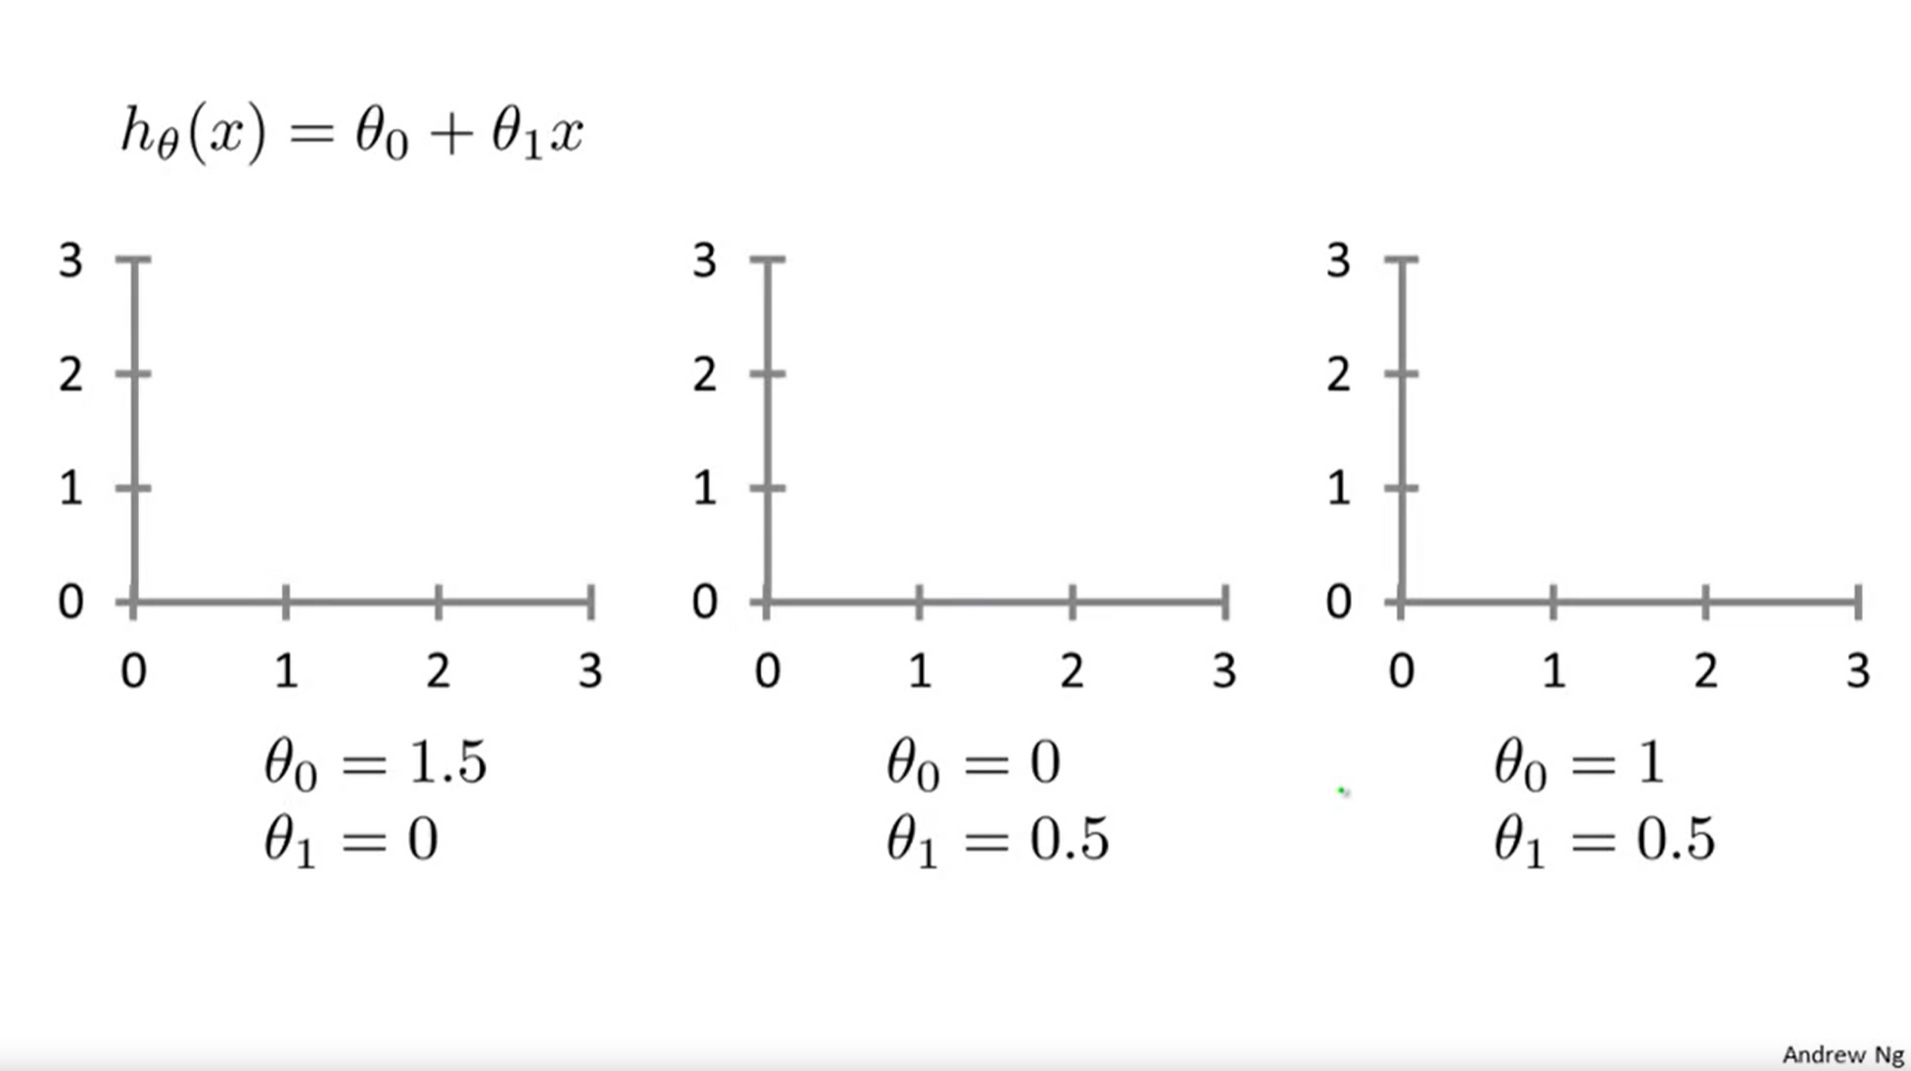 hθ(x) = θ0 + θ1x
3 3 3
2 2 2
1 1 1
0 0 0
0 1 2 3 0 1 2 3 0 1 2 3
θ0 = 1.5 θ0 = 0 θ0 = 1
θ1 = 0 θ1 = 0.5 θ1 = 0.5
Andrew Ng